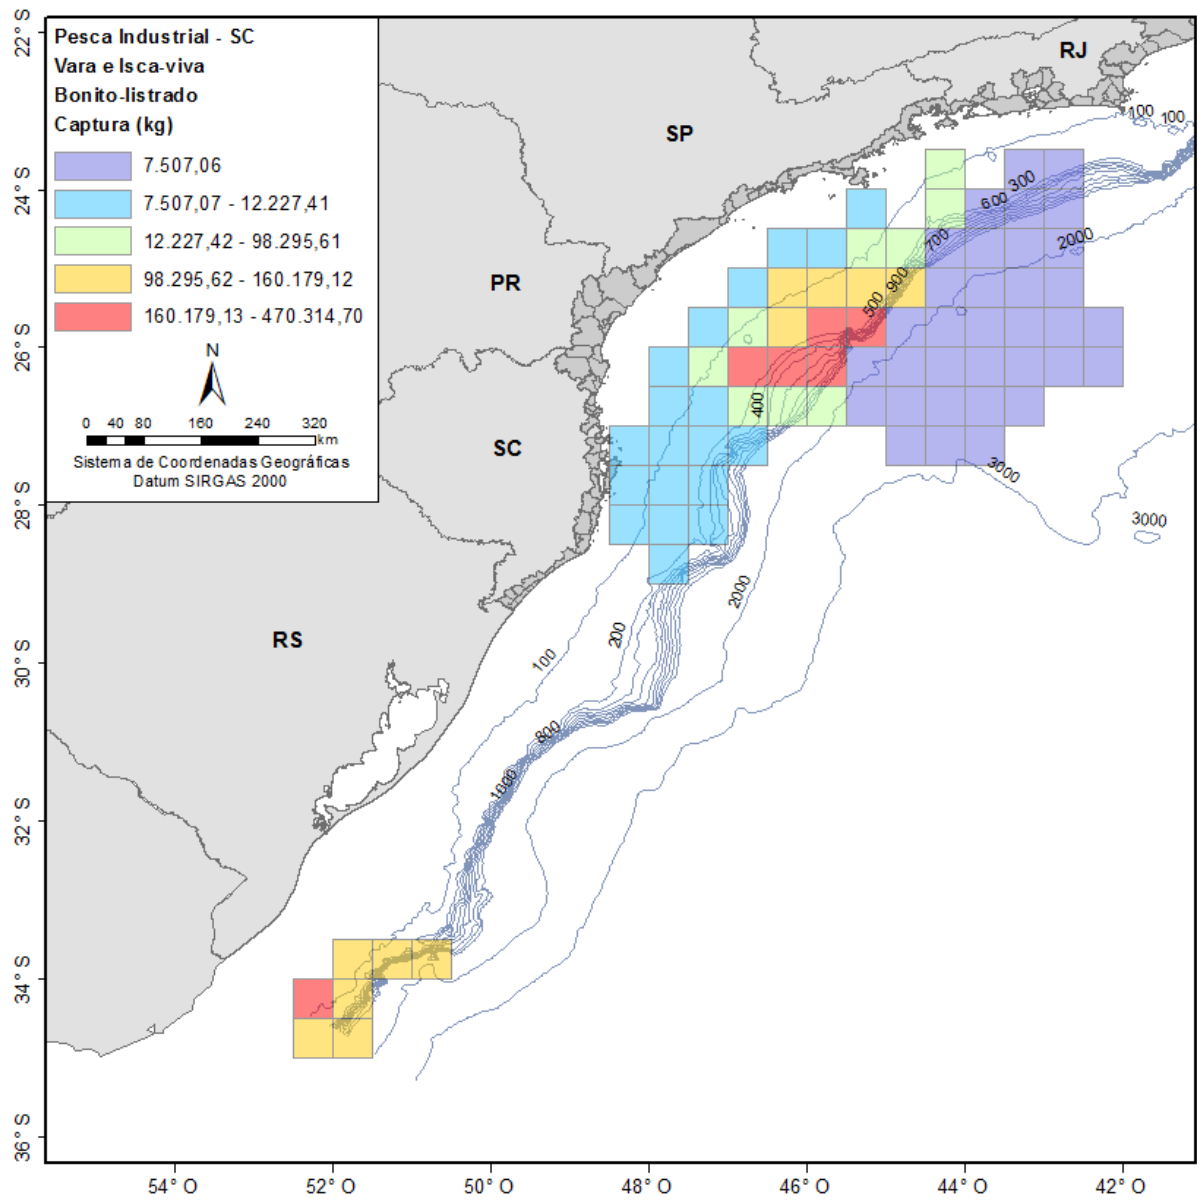 Pesca Industrial - SC
Vara e Isca-viva
Bonito-listrado
Captura (kg)
7.507,06
7.507,07 - 12.227,41
12.227,42 - 98.295,61
98.295,62 - 160.179,12
160.179,13 - 470.314,70
N
0 40 80 160 240 320
km
Sistema de Coordenadas Geográficas
Datum SIRGAS 2000
RJ
SP
PR
SC
RS
100
100
300
600
700
2000
900
500
400
3000
3000
2000
200
100
800
1000
22° S
24° S
26° S
28° S
30° S
32° S
34° S
36° S
54° O
52° O
50° O
48° O
46° O
44° O
42° O